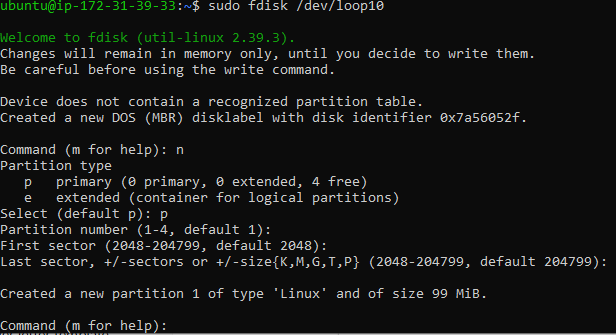 ubuntu@ip-172-31-39-33:~$ sudo fdisk /dev/loop10
Welcome to fdisk (util-linux 2.39.3).
Changes will remain in memory only, until you decide to write them.
Be careful before using the write command.
Device does not contain a recognized partition table.
Created a new DOS (MBR) disklabel with disk identifier 0x7a56052f.
Command (m for help): n
Partition type
p primary (0 primary, 0 extended, 4 free)
e extended (container for logical partitions)
Select (default p): p
Partition number (1-4, default 1):
First sector (2048-204799, default 2048):
Last sector, +/-sectors or +/-size{K,M,G,T,P} (2048-204799, default 204799):
Created a new partition 1 of type 'Linux' and of size 99 MiB.
Command (m for help):